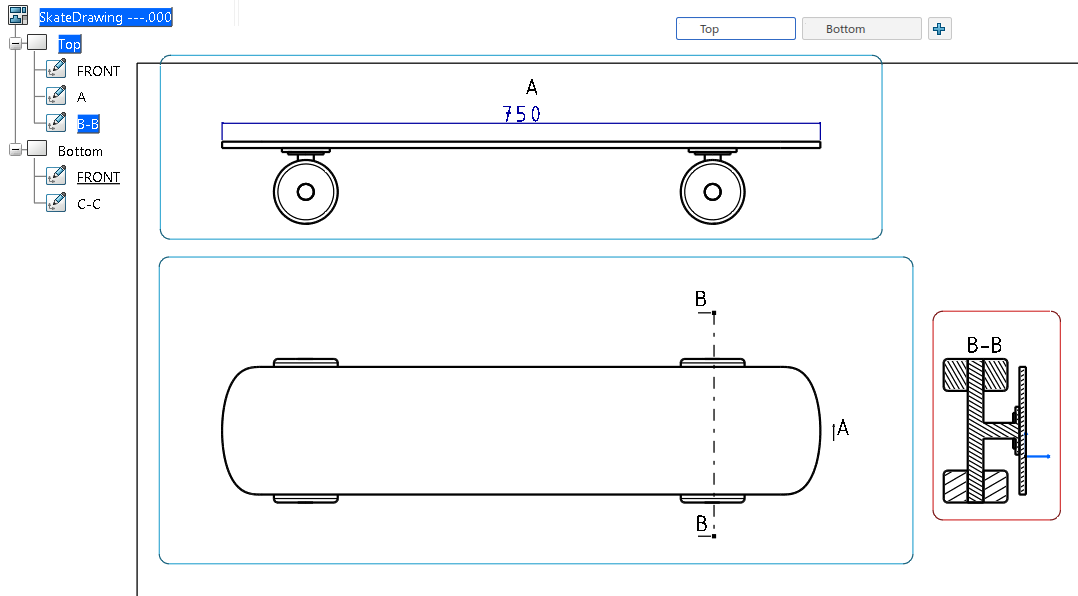 SkateDrawing ---.000
Top
FRONT
A
B-B
Bottom
FRONT
C-C
Top
Bottom
A
750
B
A
B
B-B